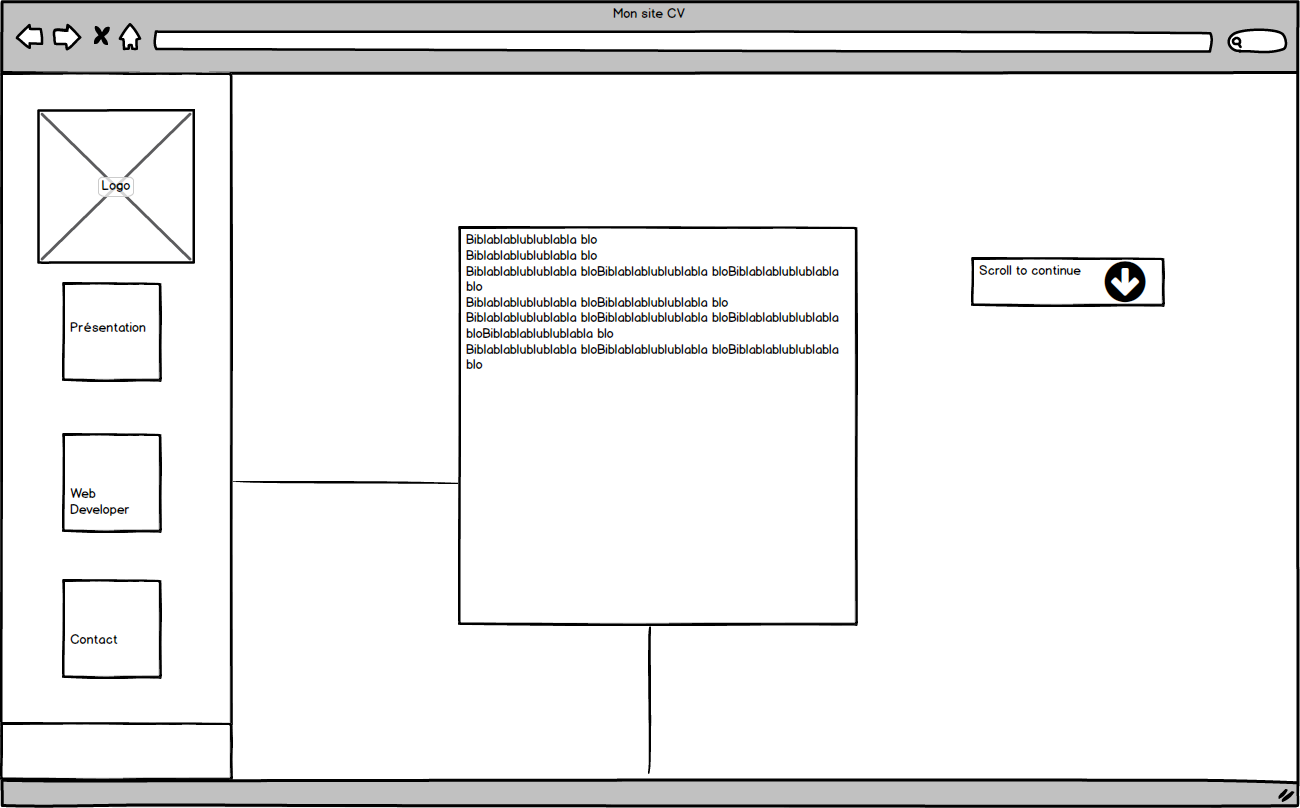 Mon site CV
Logo
Présentation
Web
Developer
Contact
Biblablablublublabla blo
Biblablablublublabla blo
Biblablablublublabla bloBiblablablublublabla bloBiblablablublublabla
blo
Biblablablublublabla bloBiblablablublublabla blo
Biblablablublublabla bloBiblablablublublabla bloBiblablablublublabla
bloBiblablablublublabla blo
Biblablablublublabla bloBiblablablublublabla bloBiblablablublublabla
blo
Scroll to continue